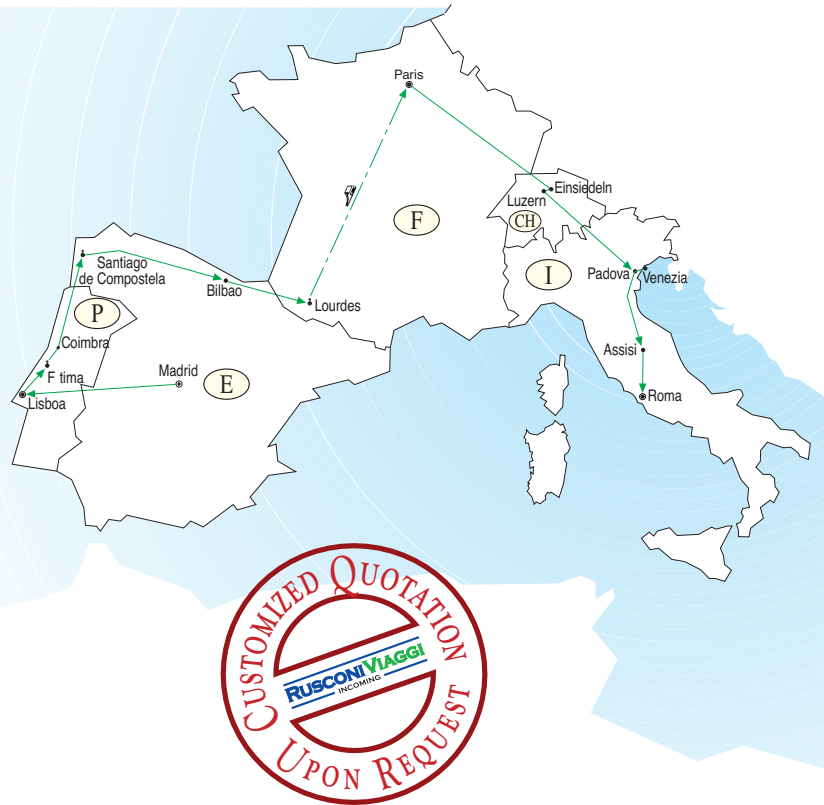 Paris
Einsiedeln
Luzern
CH
F
Padova
Venezia
I
Santiago
de Compostela
Bilbao
Lourdes
P
Coimbra
Assisi
F tima
Madrid
E
Roma
Lisboa
CUSTOMIZED QUOTATION
RUSCONI VIAGGI
INCOMING
UPON REQUEST